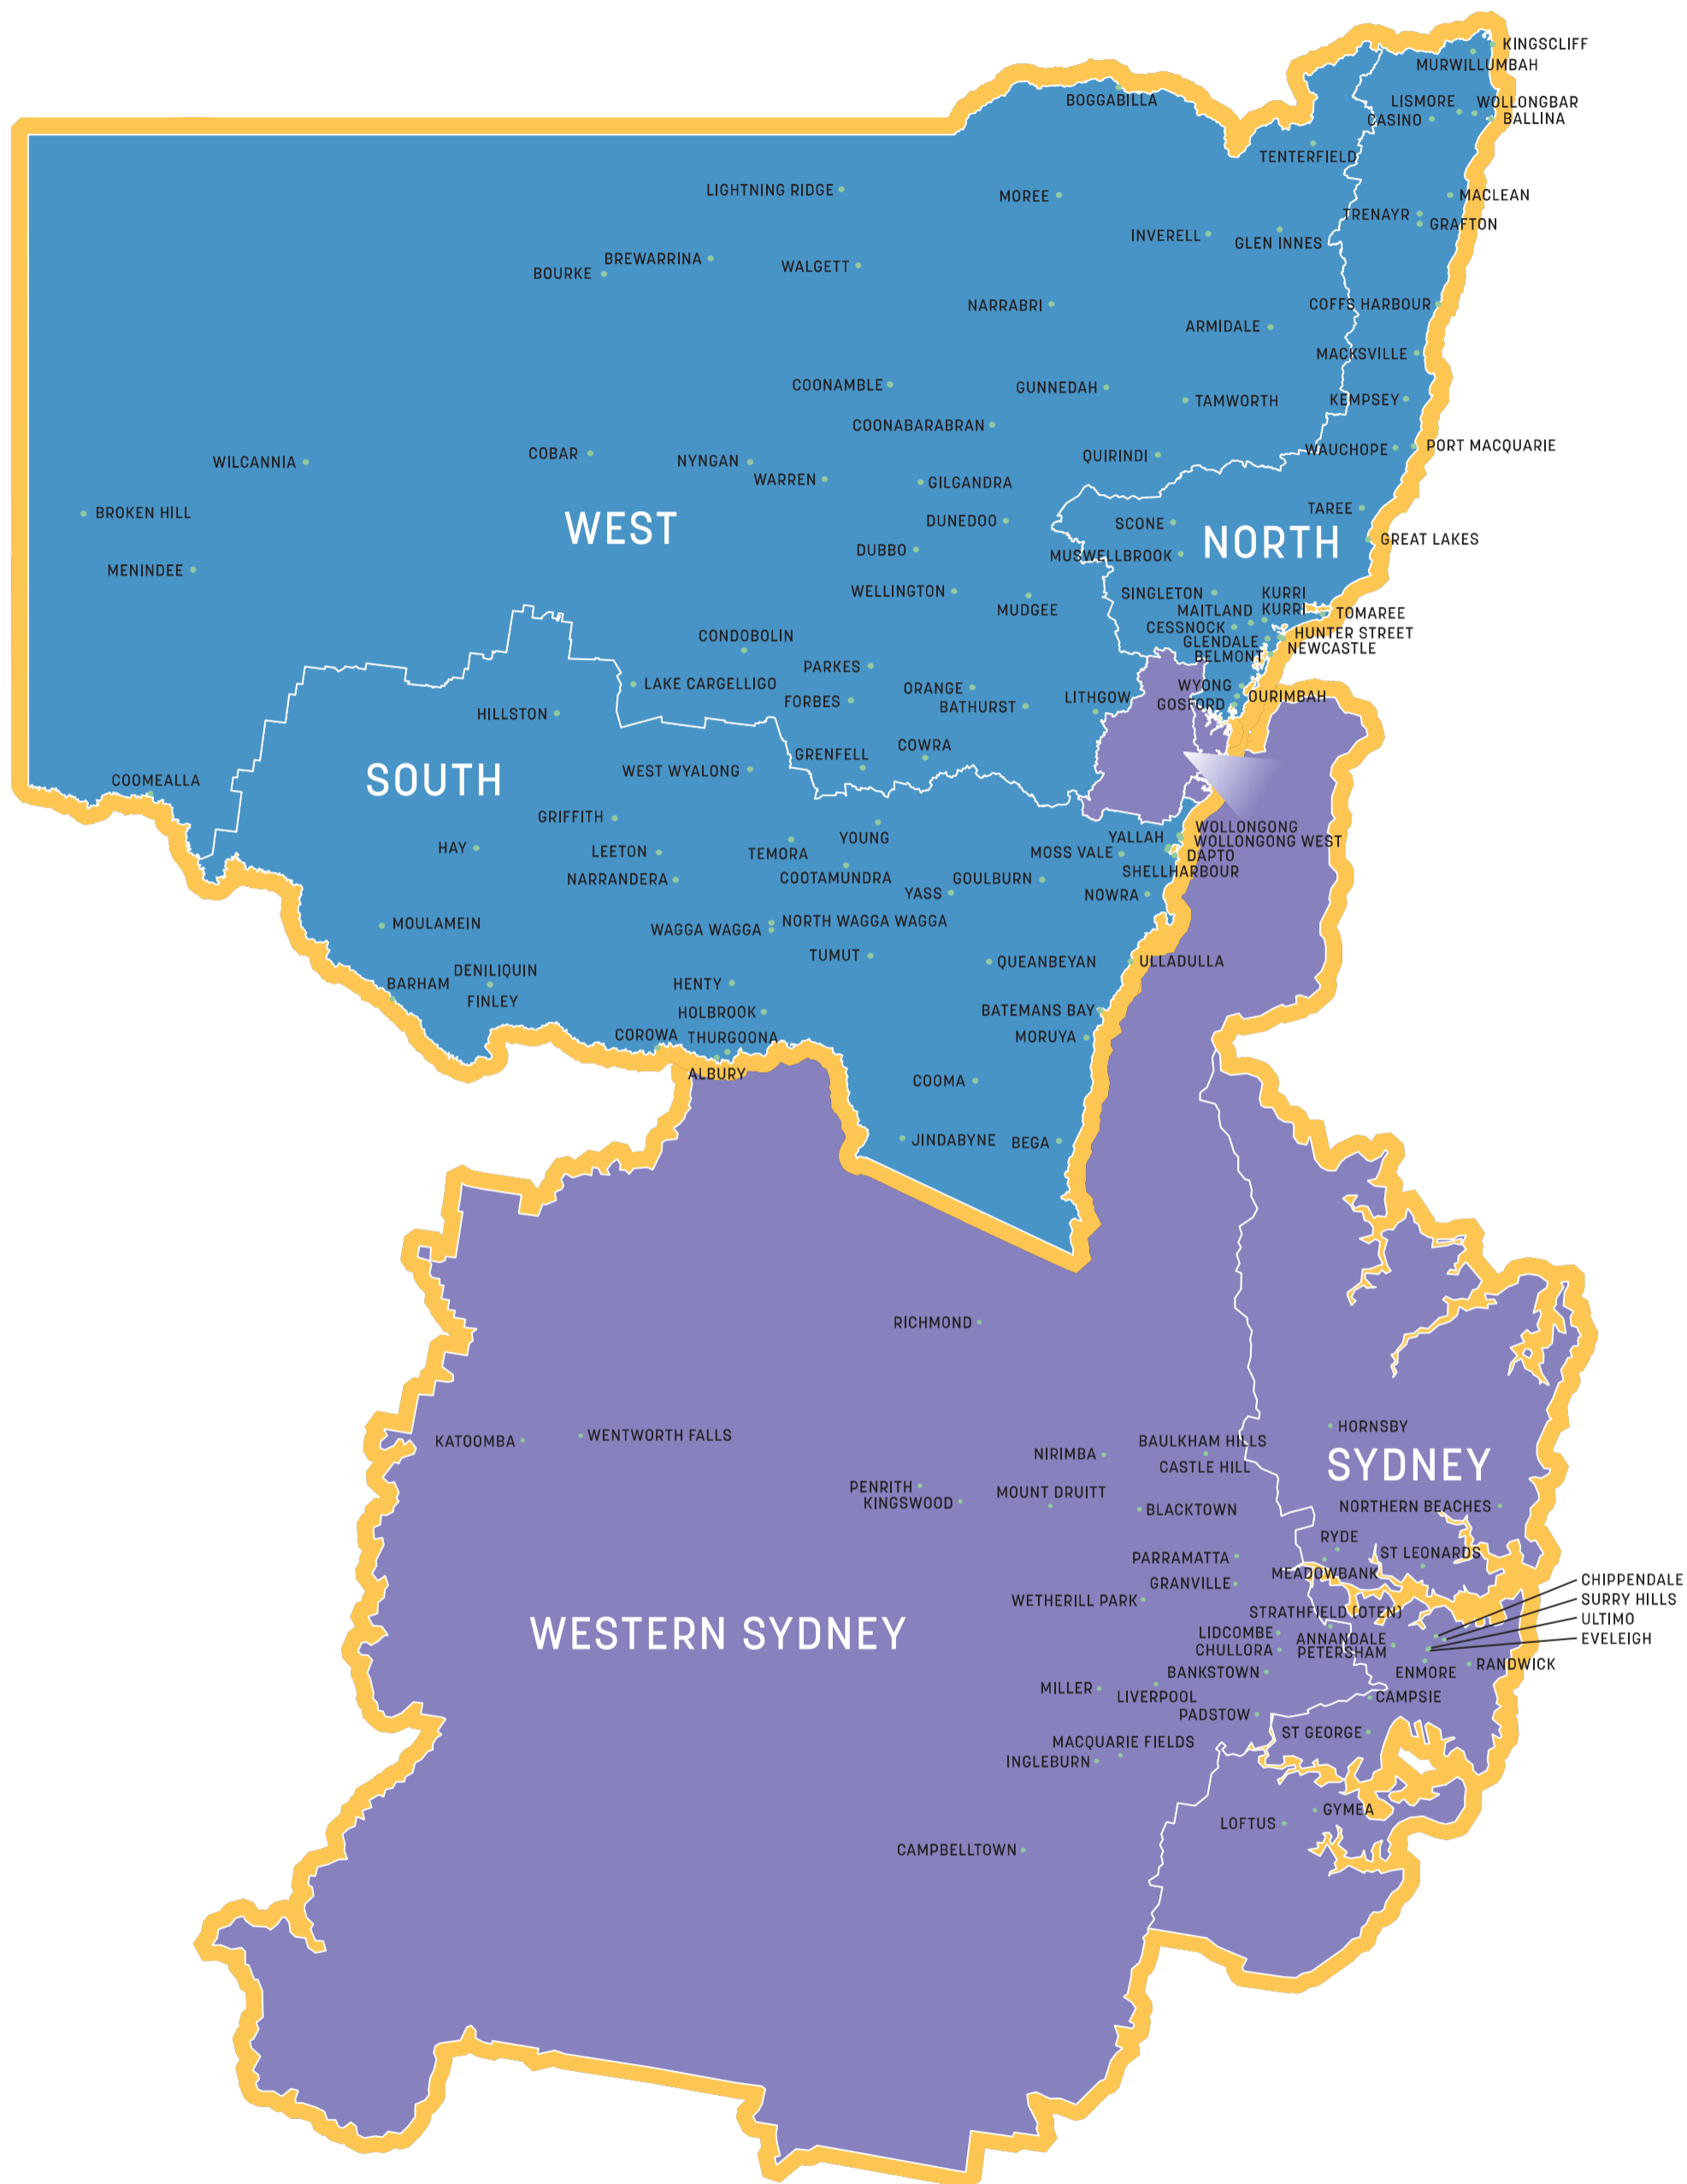 KINGSCLIFF
MURWILLUMBAH
BOGGABILLA
LISMORE
WOLLONGBAR
CASINO
BALLINA
TENTERFIELD
LIGHTNING RIDGE
MOREE
MACLEAN
TRENAYR
GRAFTON
INVERELL
GLEN INNES
BREWARRINA
BOURKE
WALGETT
NARRABRI
COFFS HARBOUR
ARMIDALE
MACKSVILLE
COONAMBLE
GUNNEDAH
TAMWORTH
KEMPSEY
COONABARABRAN
WILCANNIA
COBAR
NYNGAN
QUIRINDI
WAUCHOPE
PORT MACQUARIE
WARREN
GILGANDRA
BROKEN HILL
WEST
DUNEDOO
SCONE
NORTH
TAREE
GREAT LAKES
DUBBO
MUSWELLBROOK
MENINDEE
WELLINGTON
MUDGEE
SINGLETON
KURRI
KURRI
MAITLAND
TOMAREE
CESSNOCK
HUNTER STREET
GLENDALE
NEWCASTLE
BELMONT
CONDOBOLIN
PARKES
LAKE CARGELLIGO
ORANGE
WYONG
OURIMBAH
FORBES
BATHURST
LITHGOW
GOSFORD
HILLSTON
COWRA
GRENFELL
SOUTH
WEST WYALONG
COOMEALLA
GRIFFITH
YOUNG
YALLAH
WOLLONGONG
WOLLONGONG WEST
HAY
LEETON
TEMORA
MOSS VALE
DAPTO
SHELLHARBOUR
NARRANDERA
COOTAMUNDRA
YASS
GOULBURN
NOWRA
MOULAMEIN
WAGGA WAGGA
NORTH WAGGA WAGGA
TUMUT
QUEANBEYAN
ULLADULLA
BARHAM
DENILIQUIN
FINLEY
HENTY
HOLBROOK
BATEMANS BAY
COROWA
THURGOONA
MORUYA
ALBURY
COOMA
JINDABYNE
BEGA
RICHMOND
KATOOMBA
WENTWORTH FALLS
HORNSBY
NIRIMBA
BAULKHAM HILLS
CASTLE HILL
SYDNEY
PENRITH
KINGSWOOD
MOUNT DRUITT
BLACKTOWN
NORTHERN BEACHES
RYDE
PARRAMATTA
ST LEONARDS
MEADOWBANK
GRANVILLE
CHIPPENDALE
WETHERILL PARK
SURRY HILLS
STRATHFIELD (OTEN)
ULTIMO
WESTERN SYDNEY
LIDCOMBE
ANNANDALE
EVELEIGH
CHULLORA
PETERSHAM
BANKSTOWN
ENMORE
RANDWICK
MILLER
LIVERPOOL
CAMPSIE
PADSTOW
ST GEORGE
MACQUARIE FIELDS
INGLEBURN
GYMEA
LOFTUS
CAMPBELLTOWN